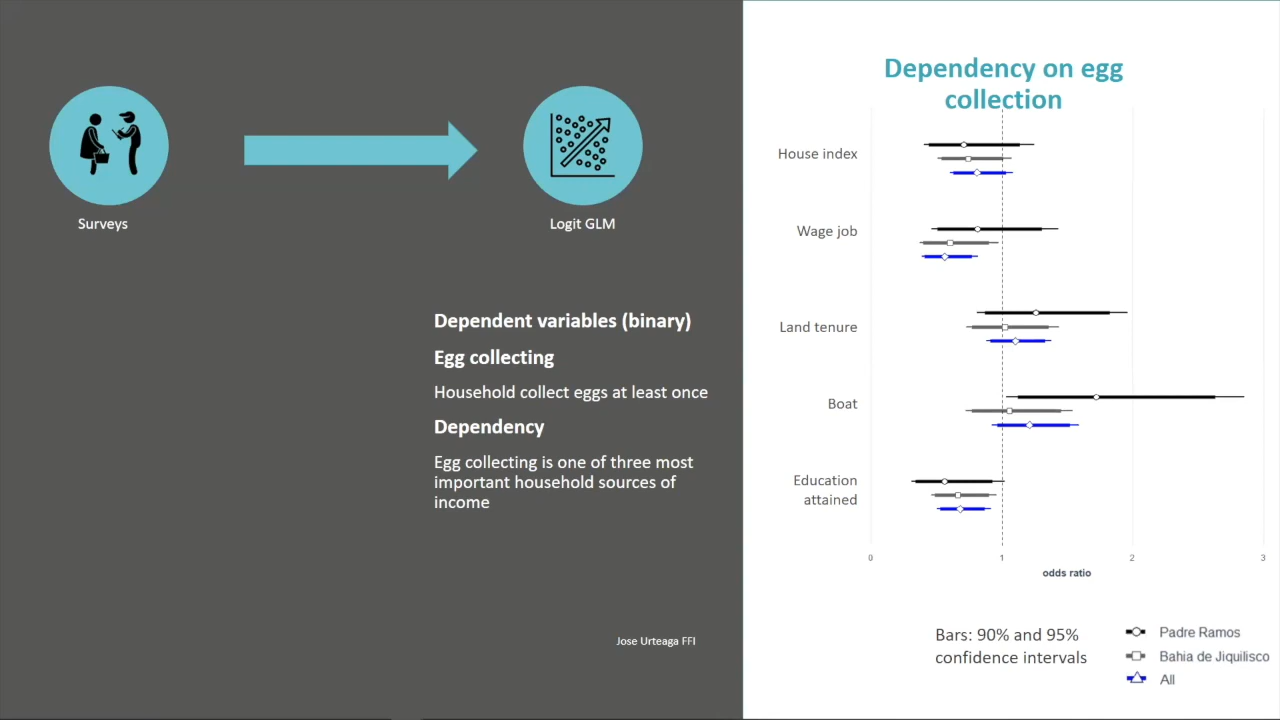 Surveys
Logit GLM
Dependent variables (binary)
Egg collecting
Household collect eggs at least once
Dependency
Egg collecting is one of three most
important household sources of
income
Jose Urteaga FFI
Dependency on egg
collection
House index
Wage job
Land tenure
Boat
Education
attained
0 1 2 3
odds ratio
Bars: 90% and 95%
confidence intervals
Padre Ramos
Bahia de Jiquilisco
All